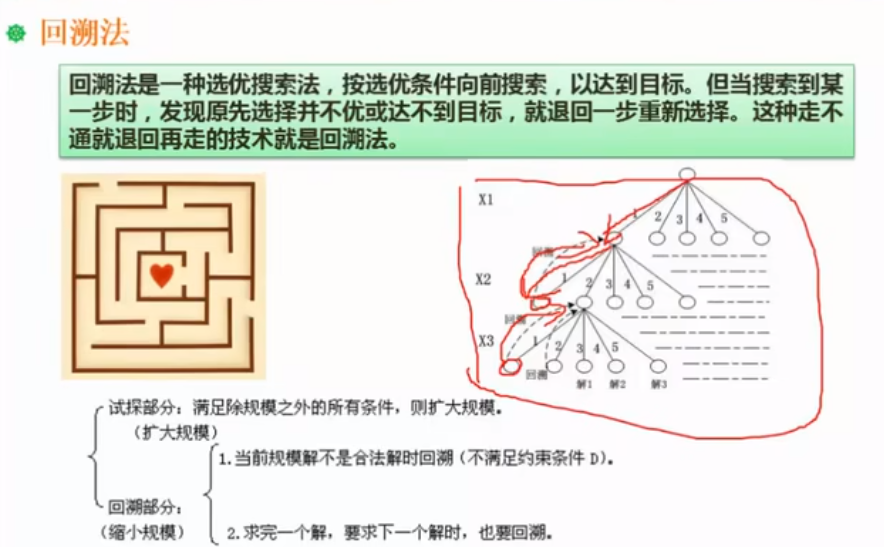 回溯法
回溯法是一种选优搜索法，按选优条件向前搜索，以达到目标。但当搜索到某
一步时，发现原先选择并不优或达不到目标，就退回一步重新选择。这种走不
通就退回再走的技术就是回溯法。
X1
1 2 3 4 5
回溯
X2
1 2 3 4 5
回溯
X3
1 2 3 4 5
回溯
解1 解2 解3
试探部分：满足除规模之外的所有条件，则扩大规模。
（扩大规模）
1.当前规模解不是合法解时回溯（不满足约束条件 D）。
回溯部分：
（缩小规模）
2.求完一个解，要求下一个解时，也要回溯。